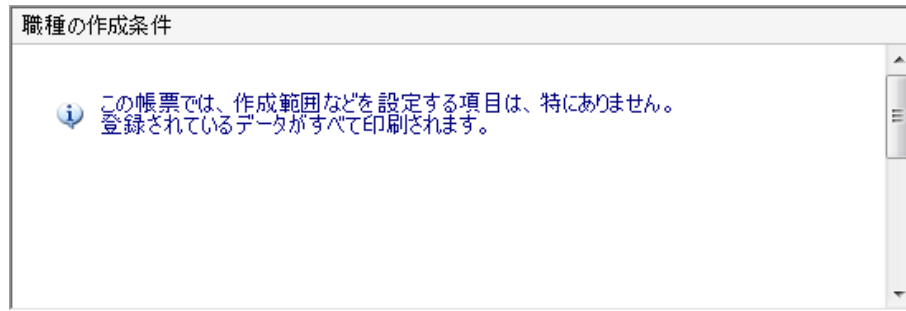 職種の作成条件
この帳票では、作成範囲などを設定する項目は、特にありません。
登録されているデータがすべて印刷されます。